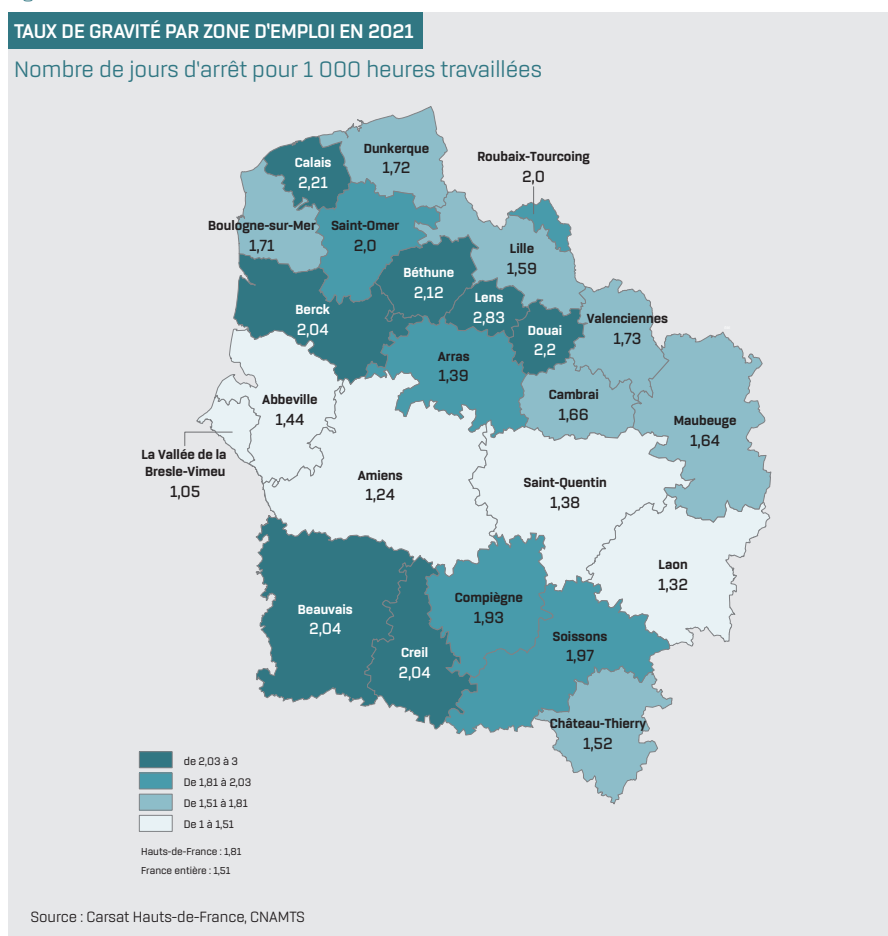 TAUX DE GRAVITÉ PAR ZONE D'EMPLOI EN 2021
Nombre de jours d'arrêt pour 1 000 heures travaillées
Dunkerque
1,72
Roubaix-Tourcoing
2,0
Calais
2,21
Boulogne-sur-Mer
1,71
Saint-Omer
2,0
Lille
1,59
Béthune
2,12
Lens
2,83
Berck
2,04
Douai
2,2
Valenciennes
1,73
Arras
1,39
Cambrai
1,66
Abbeville
1,44
Maubeuge
1,64
La Vallée de la
Bresle-Vimeu
1,05
Amiens
1,24
Saint-Quentin
1,38
Laon
1,32
Compiègne
1,93
Beauvais
2,04
Soissons
1,97
Creil
2,04
Château-Thierry
1,52
de 2,03 à 3
De 1,81 à 2,03
De 1,51 à 1,81
De 1 à 1,51
Hauts-de-France : 1,81
France entière : 1,51
Source : Carsat Hauts-de-France, CNAMTS